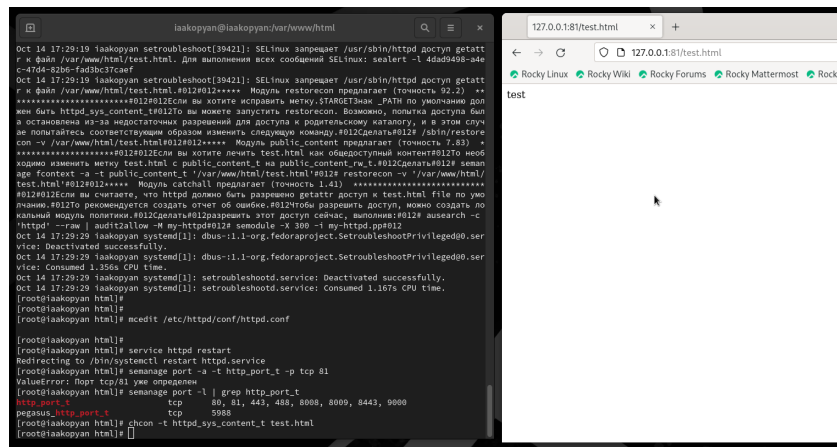 iaakopyan@iaakopyan:/var/www/html
Oct 14 17:29:19 iaakopyan setroubleshoot[39421]: SELinux запрещает /usr/sbin/httpd доступ getatt
r к файл /var/www/html/test.html. Для выполнения всех сообщений SELinux: sealert -l 4dad9498-a4e
c-47d4-82b6-fad3bc37caef
Oct 14 17:29:19 iaakopyan setroubleshoot[39421]: SELinux запрещает /usr/sbin/httpd доступ getatt
r к файл /var/www/html/test.html.#012#012***** Модуль restorecon предлагает (точность 92.2) **
***********************#012#012Если вы хотите исправить метку.$TARGETЗнак _PATH по умолчанию дол
жен быть httpd_sys_content_t#012То вы можете запустить restorecon. Возможно, попытка доступа был
а остановлена из-за недостаточных разрешений для доступа к родительскому каталогу, и в этом случ
ае попытайтесь соответствующим образом изменить следующую команду.#012Сделать#012# /sbin/restore
con -v /var/www/html/test.html#012#012***** Модуль public_content предлагает (точность 7.83) *
*********************#012#012Если вы хотите лечить test.html как общедоступный контент#012То необ
ходимо изменить метку test.html с public_content_t на public_content_rw_t.#012Сделать#012# seman
age fcontext -a -t public_content_t '/var/www/html/test.html'#012# restorecon -v '/var/www/html/
test.html'#012#012***** Модуль catchall предлагает (точность 1.41) **************************
#012#012Если вы считаете, что httpd должно быть разрешено getattr доступ к test.html file по умо
лчанию.#012То рекомендуется создать отчет об ошибке.#012Чтобы разрешить доступ, можно создать ло
кальный модуль политики.#012Сделать#012разрешить этот доступ сейчас, выполнив:#012# ausearch -c
'httpd' --raw | audit2allow -M my-httpd#012# semodule -X 300 -i my-httpd.pp#012
Oct 14 17:29:29 iaakopyan systemd[1]: dbus-:1.1-org.fedoraproject.SetroubleshootPrivileged@0.ser
vice: Deactivated successfully.
Oct 14 17:29:29 iaakopyan systemd[1]: dbus-:1.1-org.fedoraproject.SetroubleshootPrivileged@0.ser
vice: Consumed 1.356s CPU time.
Oct 14 17:29:29 iaakopyan systemd[1]: setroubleshootd.service: Deactivated successfully.
Oct 14 17:29:29 iaakopyan systemd[1]: setroubleshootd.service: Consumed 1.167s CPU time.
[root@iaakopyan html]#
[root@iaakopyan html]#
[root@iaakopyan html]# mcedit /etc/httpd/conf/httpd.conf
[root@iaakopyan html]#
[root@iaakopyan html]# service httpd restart
Redirecting to /bin/systemctl restart httpd.service
[root@iaakopyan html]# semanage port -a -t http_port_t -p tcp 81
ValueError: Порт tcp/81 уже определен
[root@iaakopyan html]# semanage port -l | grep http_port_t
http_port_t tcp 80, 81, 443, 488, 8008, 8009, 8443, 9000
pegasus_http_port_t tcp 5988
[root@iaakopyan html]# chcon -t httpd_sys_content_t test.html
[root@iaakopyan html]#
127.0.0.1:81/test.html
127.0.0.1:81/test.html
Rocky Linux Rocky Wiki Rocky Forums Rocky Mattermost Rock
test